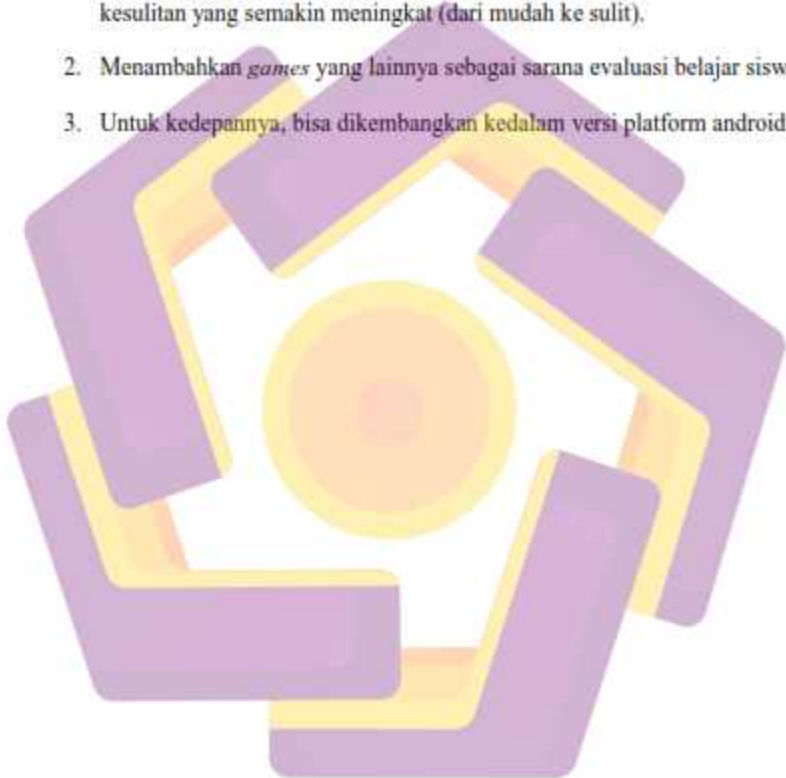 kesulitan yang semakin meningkat (dari mudah ke sulit).
2. Menambahkan games yang lainnya sebagai sarana evaluasi belajar
3. Untuk kedepannya, bisa dikembangkan kedalam versi platform android